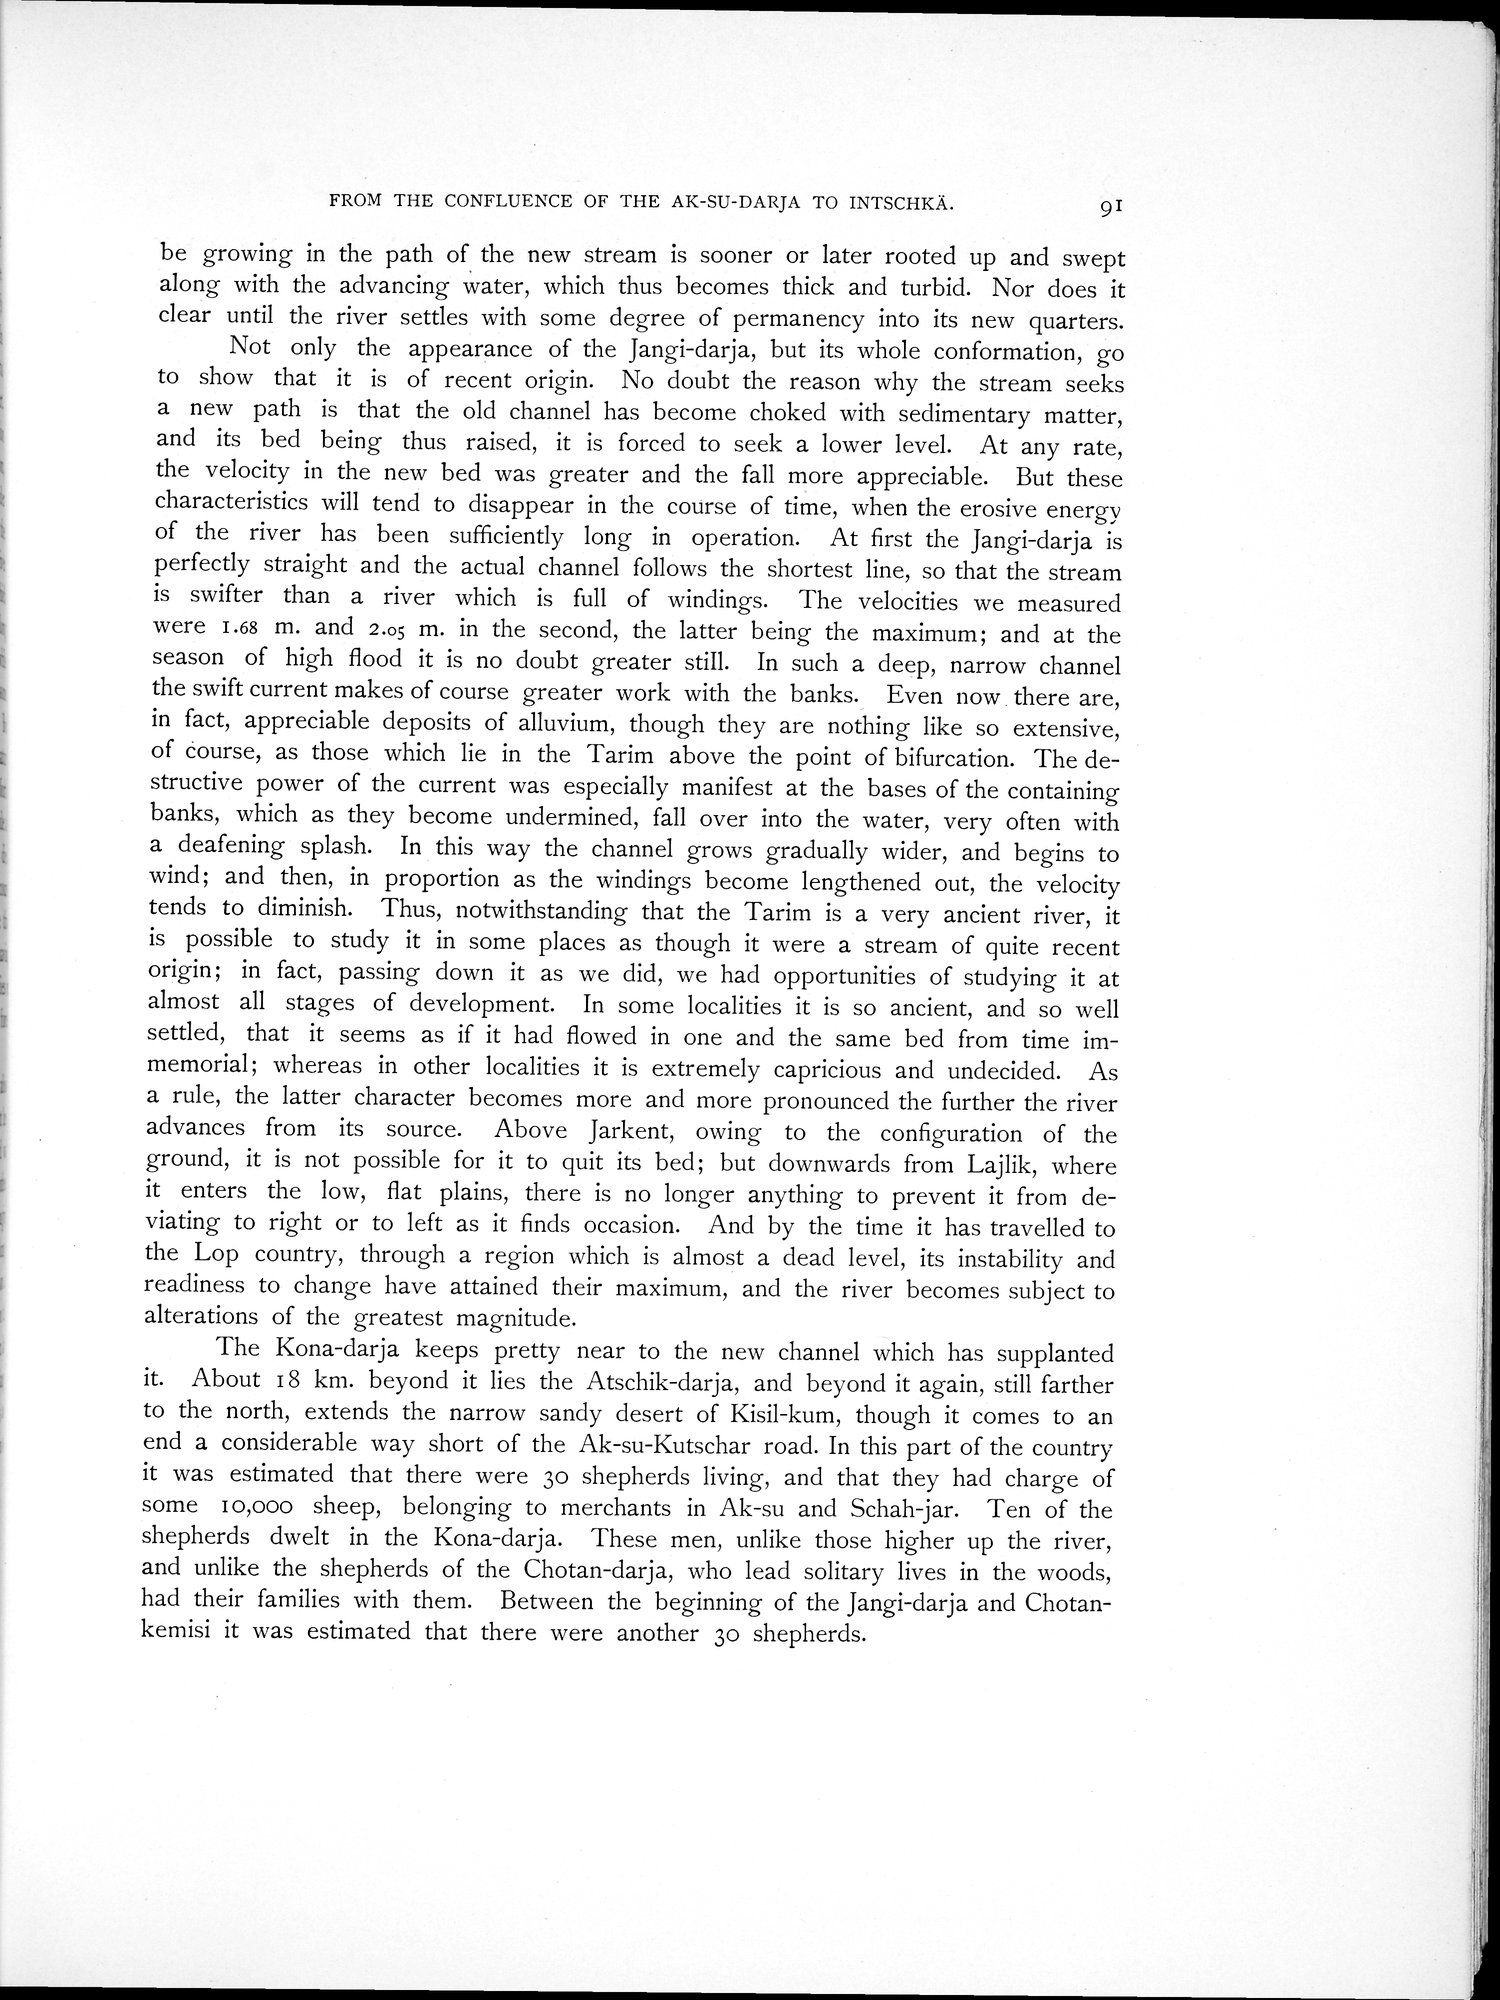 FROM THE CONFLUENCE OF THE AK-SU-DARJA TO INTSCHKÄ. 91
be growing in the path of the new stream is sooner or later rooted up and swept
along with the advancing water, which thus becomes thick and turbid. Nor does it
clear until the river settles with some degree of permanency into its new quarters.
Not only the appearance of the Jangi-darja, but its whole conformation, go
to show that it is of recent origin. No doubt the reason why the stream seeks
a new path is that the old channel has become choked with sedimentary matter,
and its bed being thus raised, it is forced to seek a lower level. At any rate,
the velocity in the new bed was greater and the fall more appreciable. But these
characteristics will tend to disappear in the course of time, when the erosive energy
of the river has been sufficiently long in operation. At first the Jangi-darja is
perfectly straight and the actual channel follows the shortest line, so that the stream
is swifter than a river which is full of windings. The velocities we measured
were 1.68 m. and 2.05 m. in the second, the latter being the maximum; and at the
season of high flood it is no doubt greater still. In such a deep, narrow channel
the swift current makes of course greater work with the banks. Even now there are,
in fact, appreciable deposits of alluvium, though they are nothing like so extensive,
of course, as those which lie in the Tarim above the point of bifurcation. The de-
structive power of the current was especially manifest at the bases of the containing
banks, which as they become undermined, fall over into the water, very often with
a deafening splash. In this way the channel grows gradually wider, and begins to
wind; and then, in proportion as the windings become lengthened out, the velocity
tends to diminish. Thus, notwithstanding that the Tarim is a very ancient river, it
is possible to study it in some places as though it were a stream of quite recent
origin; in fact, passing down it as we did, we had opportunities of studying it at
almost all stages of development. In some localities it is so ancient, and so well
settled, that it seems as if it had flowed in one and the same bed from time im-
memorial; whereas in other localities it is extremely capricious and undecided. As
a rule, the latter character becomes more and more pronounced the further the river
advances from its source. Above Jarkent, owing to the configuration of the
ground, it is not possible for it to quit its bed; but downwards from Lajlik, where
it enters the low, flat plains, there is no longer anything to prevent it from de-
viating to right or to left as it finds occasion. And by the time it has travelled to
the Lop country, through a region which is almost a dead level, its instability and
readiness to change have attained their maximum, and the river becomes subject to
alterations of the greatest magnitude.
The Kona-darja keeps pretty near to the new channel which has supplanted
it. About 18 km. beyond it lies the Atschik-darja, and beyond it again, still farther
to the north, extends the narrow sandy desert of Kisil-kum, though it comes to an
end a considerable way short of the Ak-su-Kutschar road. In this part of the country
it was estimated that there were 30 shepherds living, and that they had charge of
some 10,000 sheep, belonging to merchants in Ak-su and Schah-jar. Ten of the
shepherds dwelt in the Kona-darja. These men, unlike those higher up the river,
and unlike the shepherds of the Chotan-darja, who lead solitary lives in the woods,
had their families with them. Between the beginning of the Jangi-darja and Chotan-
kemisi it was estimated that there were another 30 shepherds.